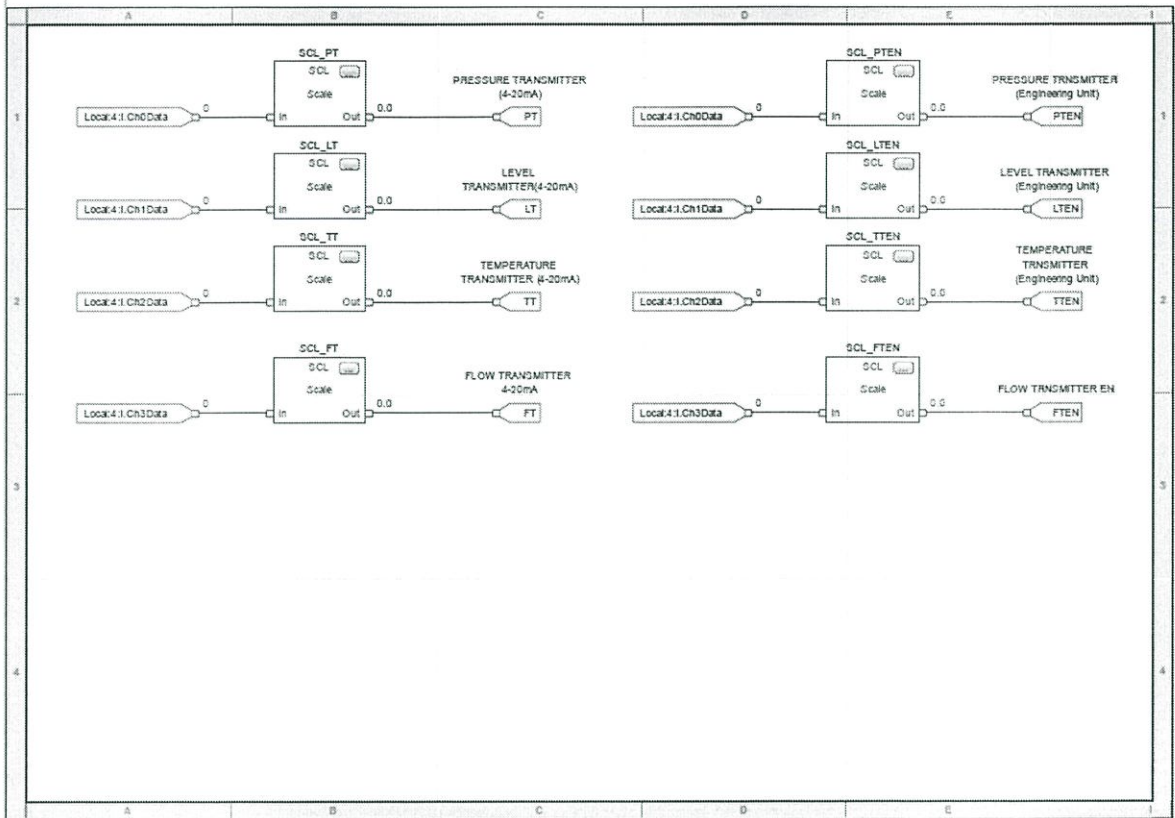 A B C D E
SCL_PT
SCL ...
Scale
Local:4:I.Ch0Data
0
In
Out
0.0
PRESSURE TRANSMITTER
(4-20mA)
PT
SCL_PTEN
SCL ...
Scale
Local:4:I.Ch0Data
0
In
Out
0.0
PRESSURE TRNSMITTER
(Engineering Unit)
PTEN
1
1
SCL_LT
SCL ...
Scale
Local:4:I.Ch1Data
0
In
Out
0.0
LEVEL
TRANSMITTER(4-20mA)
LT
SCL_LTEN
SCL ...
Scale
Local:4:I.Ch1Data
0
In
Out
0.0
LEVEL TRANSMITTER
(Engineering Unit)
LTEN
SCL_TT
SCL ...
Scale
Local:4:I.Ch2Data
0
In
Out
0.0
TEMPERATURE
TRANSMITTER (4-20mA)
TT
SCL_TTEN
SCL ...
Scale
Local:4:I.Ch2Data
0
In
Out
0.0
TEMPERATURE
TRNSMITTER
(Engineering Unit)
TTEN
2
2
SCL_FT
SCL ...
Scale
Local:4:I.Ch3Data
0
In
Out
0.0
FLOW TRANSMITTER
4-20mA
FT
SCL_FTEN
SCL ...
Scale
Local:4:I.Ch3Data
0
In
Out
0.0
FLOW TRNSMITTER EN
FTEN
3
3
4
4
A B C D E